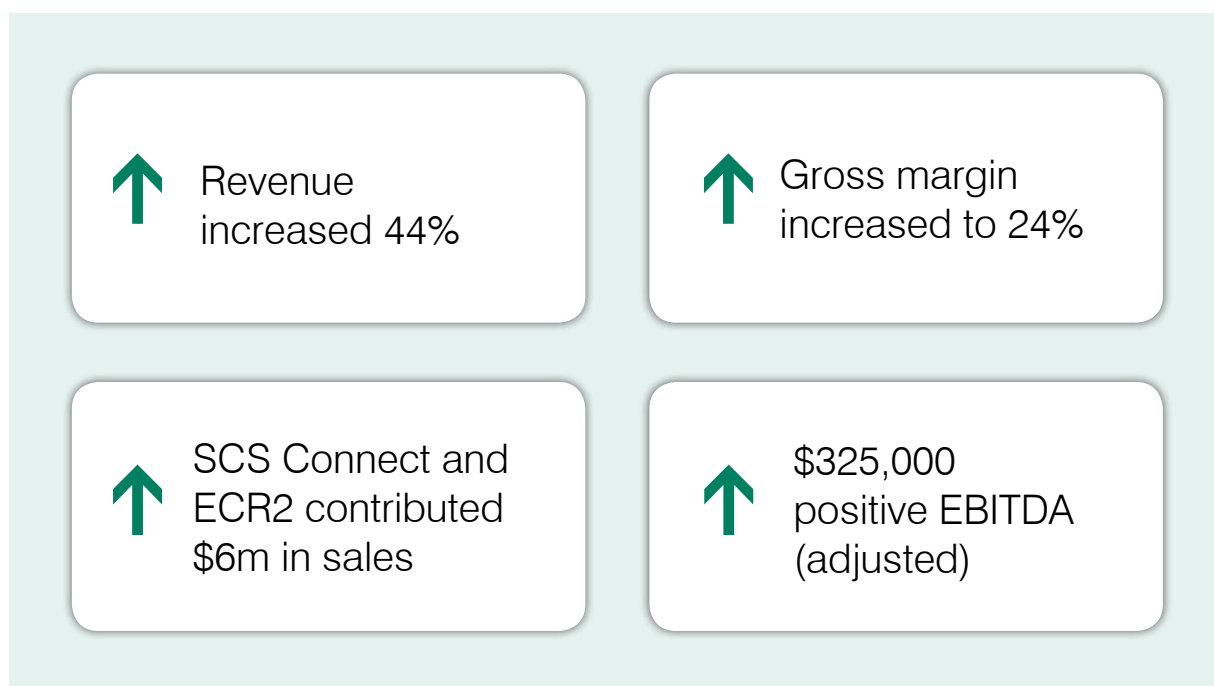 Revenue
increased 44%
Gross margin
increased to 24%
SCS Connect and
ECR2 contributed
$6m in sales
$325,000
positive EBITDA
(adjusted)